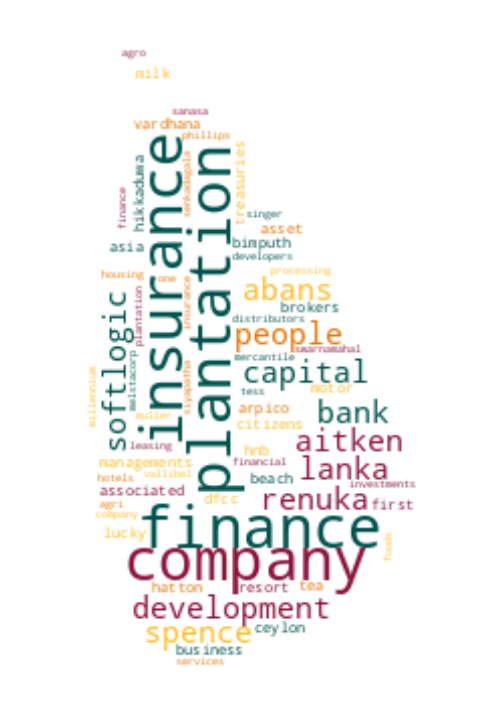 agro
milk
sanasa
vardhana
phillips
insurance
plantation
hikkaduwa
senkadagala
treasuries
finance
singer
asset
asia
bimputh
developers
housing
one
processing
abans
insurance
brokers
plantation
softlogic
distributors
people
swarnamahal
melstacorp
mercantile
siyapatha
capital
millennium
tess
motor
arpico
bank
muller
citizens
aitken
leasing
hnb
managements
financial
lanka
vallibel
hotels
beach
investments
associated
dfcc
renuka
first
agri
company
finance
lucky
foods
company
hatton
resort
tea
development
spence
ceylon
business
services